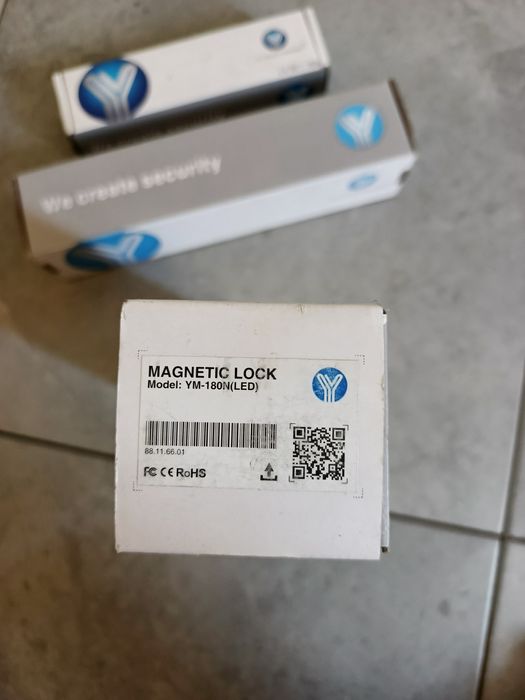 We create security
MAGNETIC LOCK
Model: YM-180N(LED)
88.11.66.01
FC CE RoHS